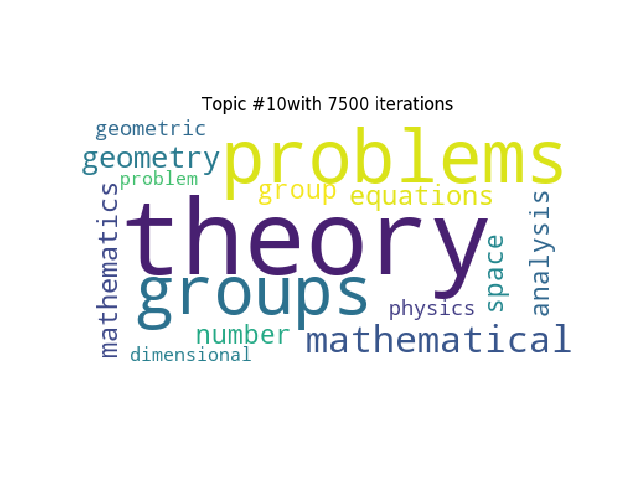 Topic #10with 7500 iterations
geometric
problems
geometry
problem
group
equations
mathematics
theory
analysis
space
groups
physics
number
mathematical
dimensional